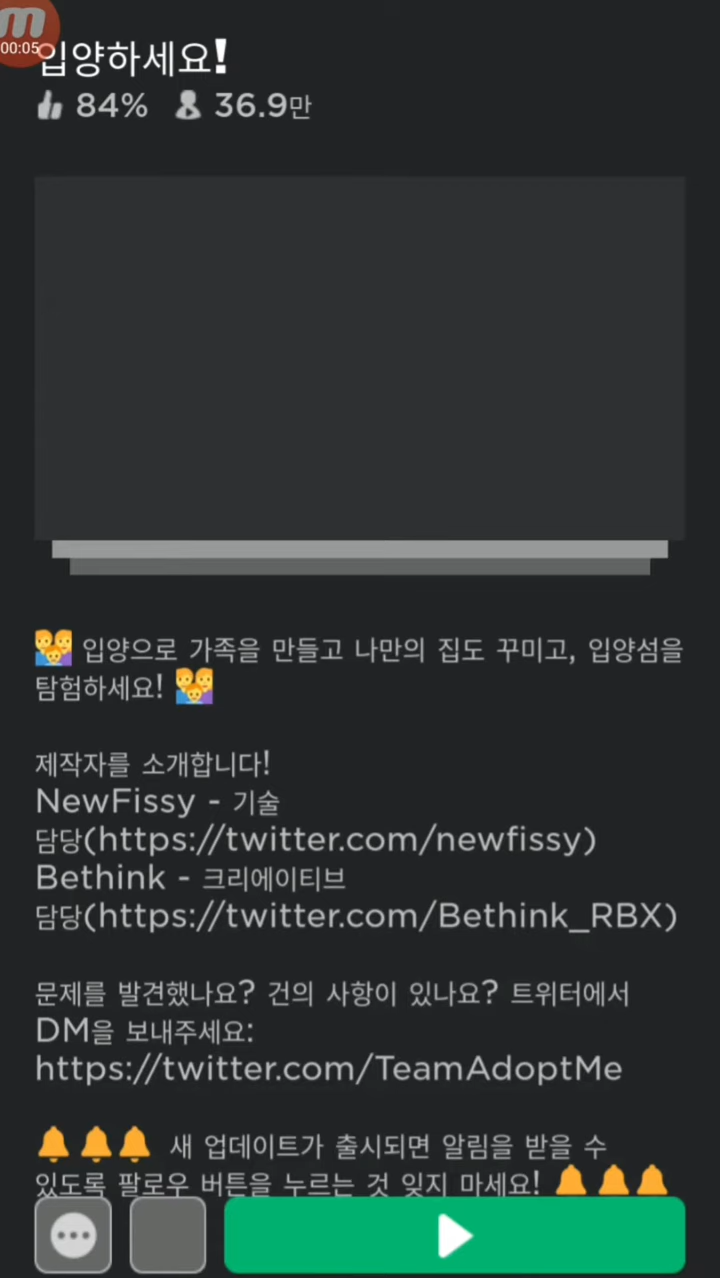 00:05
입양하세요!
84% 36.9만
입양으로 가족을 만들고 나만의 집도 꾸미고, 입양섬을
탐험하세요!
제작자를 소개합니다!
NewFissy - 기술
담당(https://twitter.com/newfissy)
Bethink - 크리에이티브
담당(https://twitter.com/Bethink_RBX)
문제를 발견했나요? 건의 사항이 있나요? 트위터에서
DM을 보내주세요:
https://twitter.com/TeamAdoptMe
새 업데이트가 출시되면 알림을 받을 수
있도록 팔로우 버튼을 누르는 것 잊지 마세요!